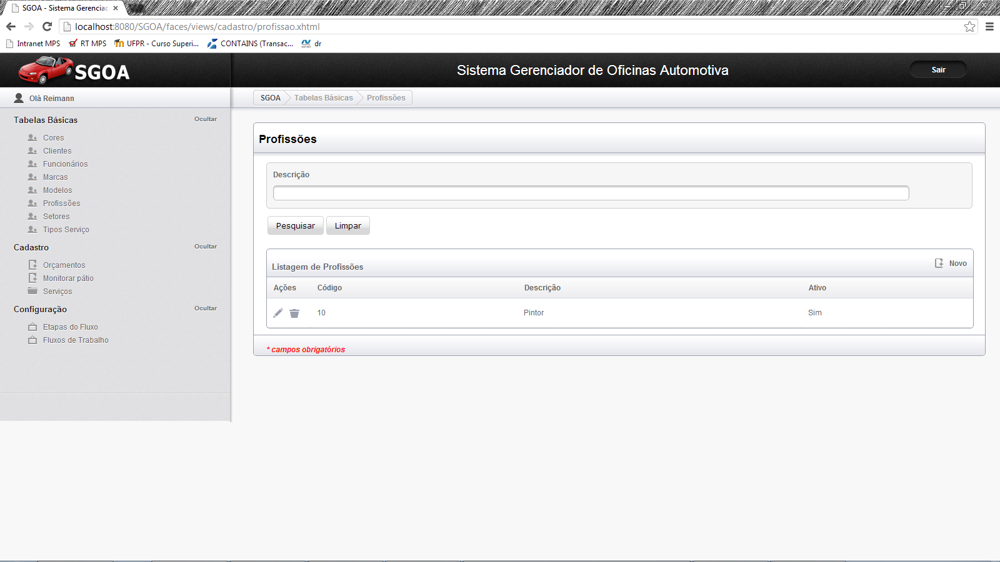 SGOA - Sistema Gerenciac
localhost:8080/SGOA/faces/views/cadastro/profissao.xhtml
Intranet MPS RT MPS UFPR - Curso Superi... CONTAINS (Transac... dr
SGOA Sistema Gerenciador de Oficinas Automotiva Sair
Olá Reimann
SGOA Tabelas Básicas Profissões
Tabelas Básicas Ocultar
Cores
Clientes
Funcionários
Marcas
Modelos
Profissões
Setores
Tipos Serviço
Cadastro Ocultar
Orçamentos
Monitorar pátio
Serviços
Configuração Ocultar
Etapas do Fluxo
Fluxos de Trabalho
Profissões
Descrição
Pesquisar Limpar
Listagem de Profissões Novo
Ações Código Descrição Ativo
10 Pintor Sim
* campos obrigatórios